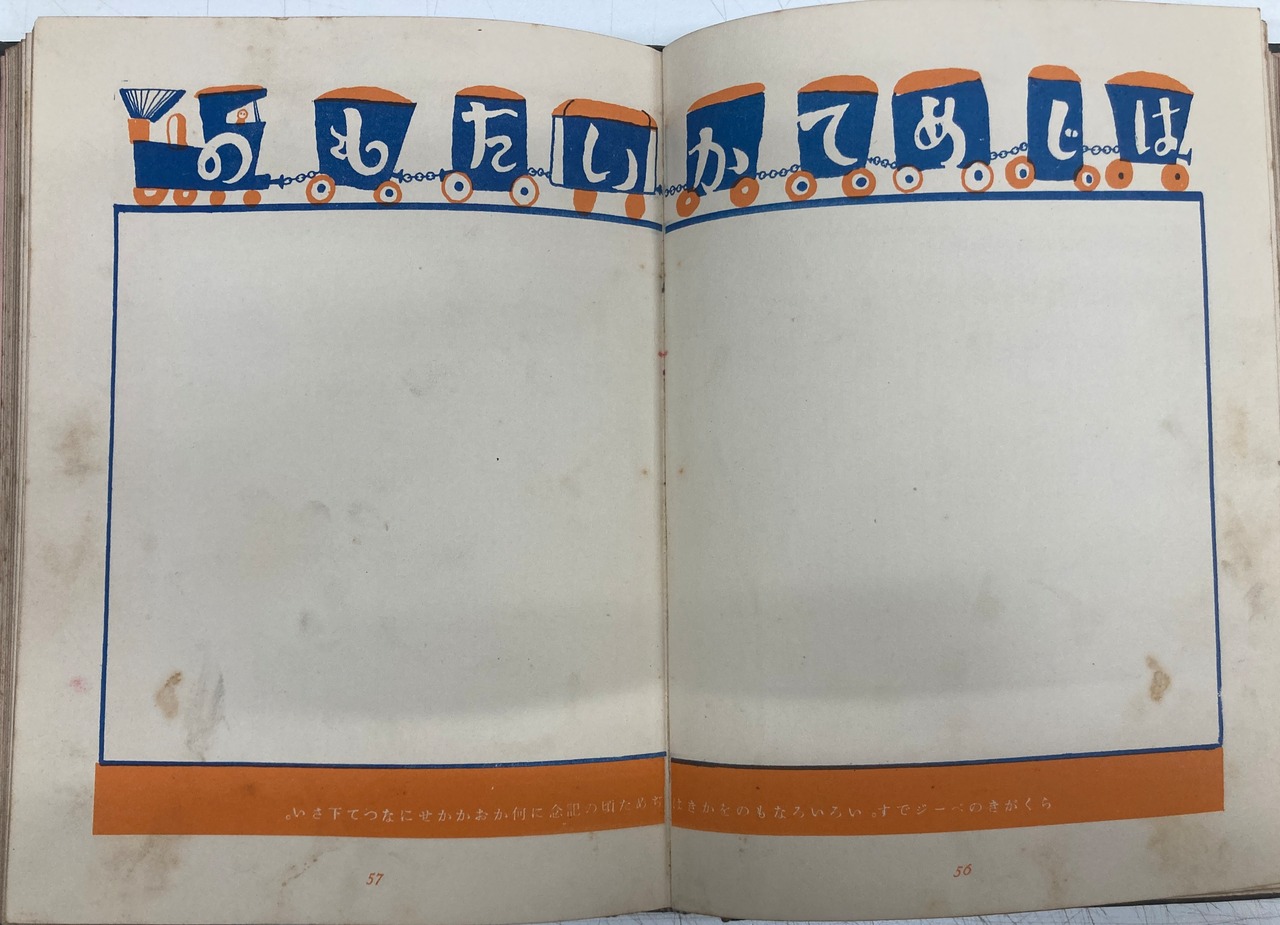 はじめてかいたもの
らくがきのページです。いろいろなものをかきはぢめた頃の記念に何かおかかせになつて下さい。
56
57